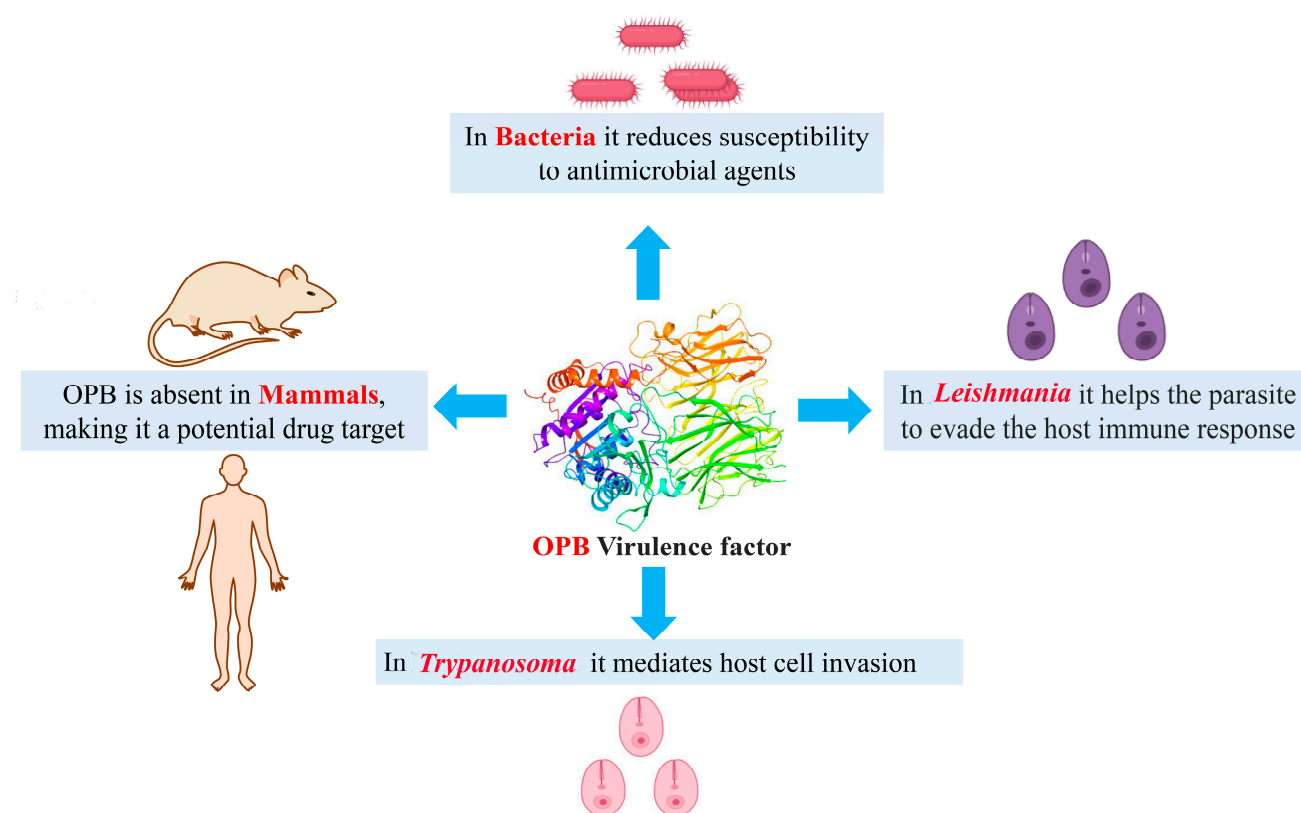 In Bacteria it reduces susceptibility
to antimicrobial agents
OPB is absent in Mammals,
making it a potential drug target
In Leishmania it helps the parasite
to evade the host immune response
OPB Virulence factor
In Trypanosoma it mediates host cell invasion